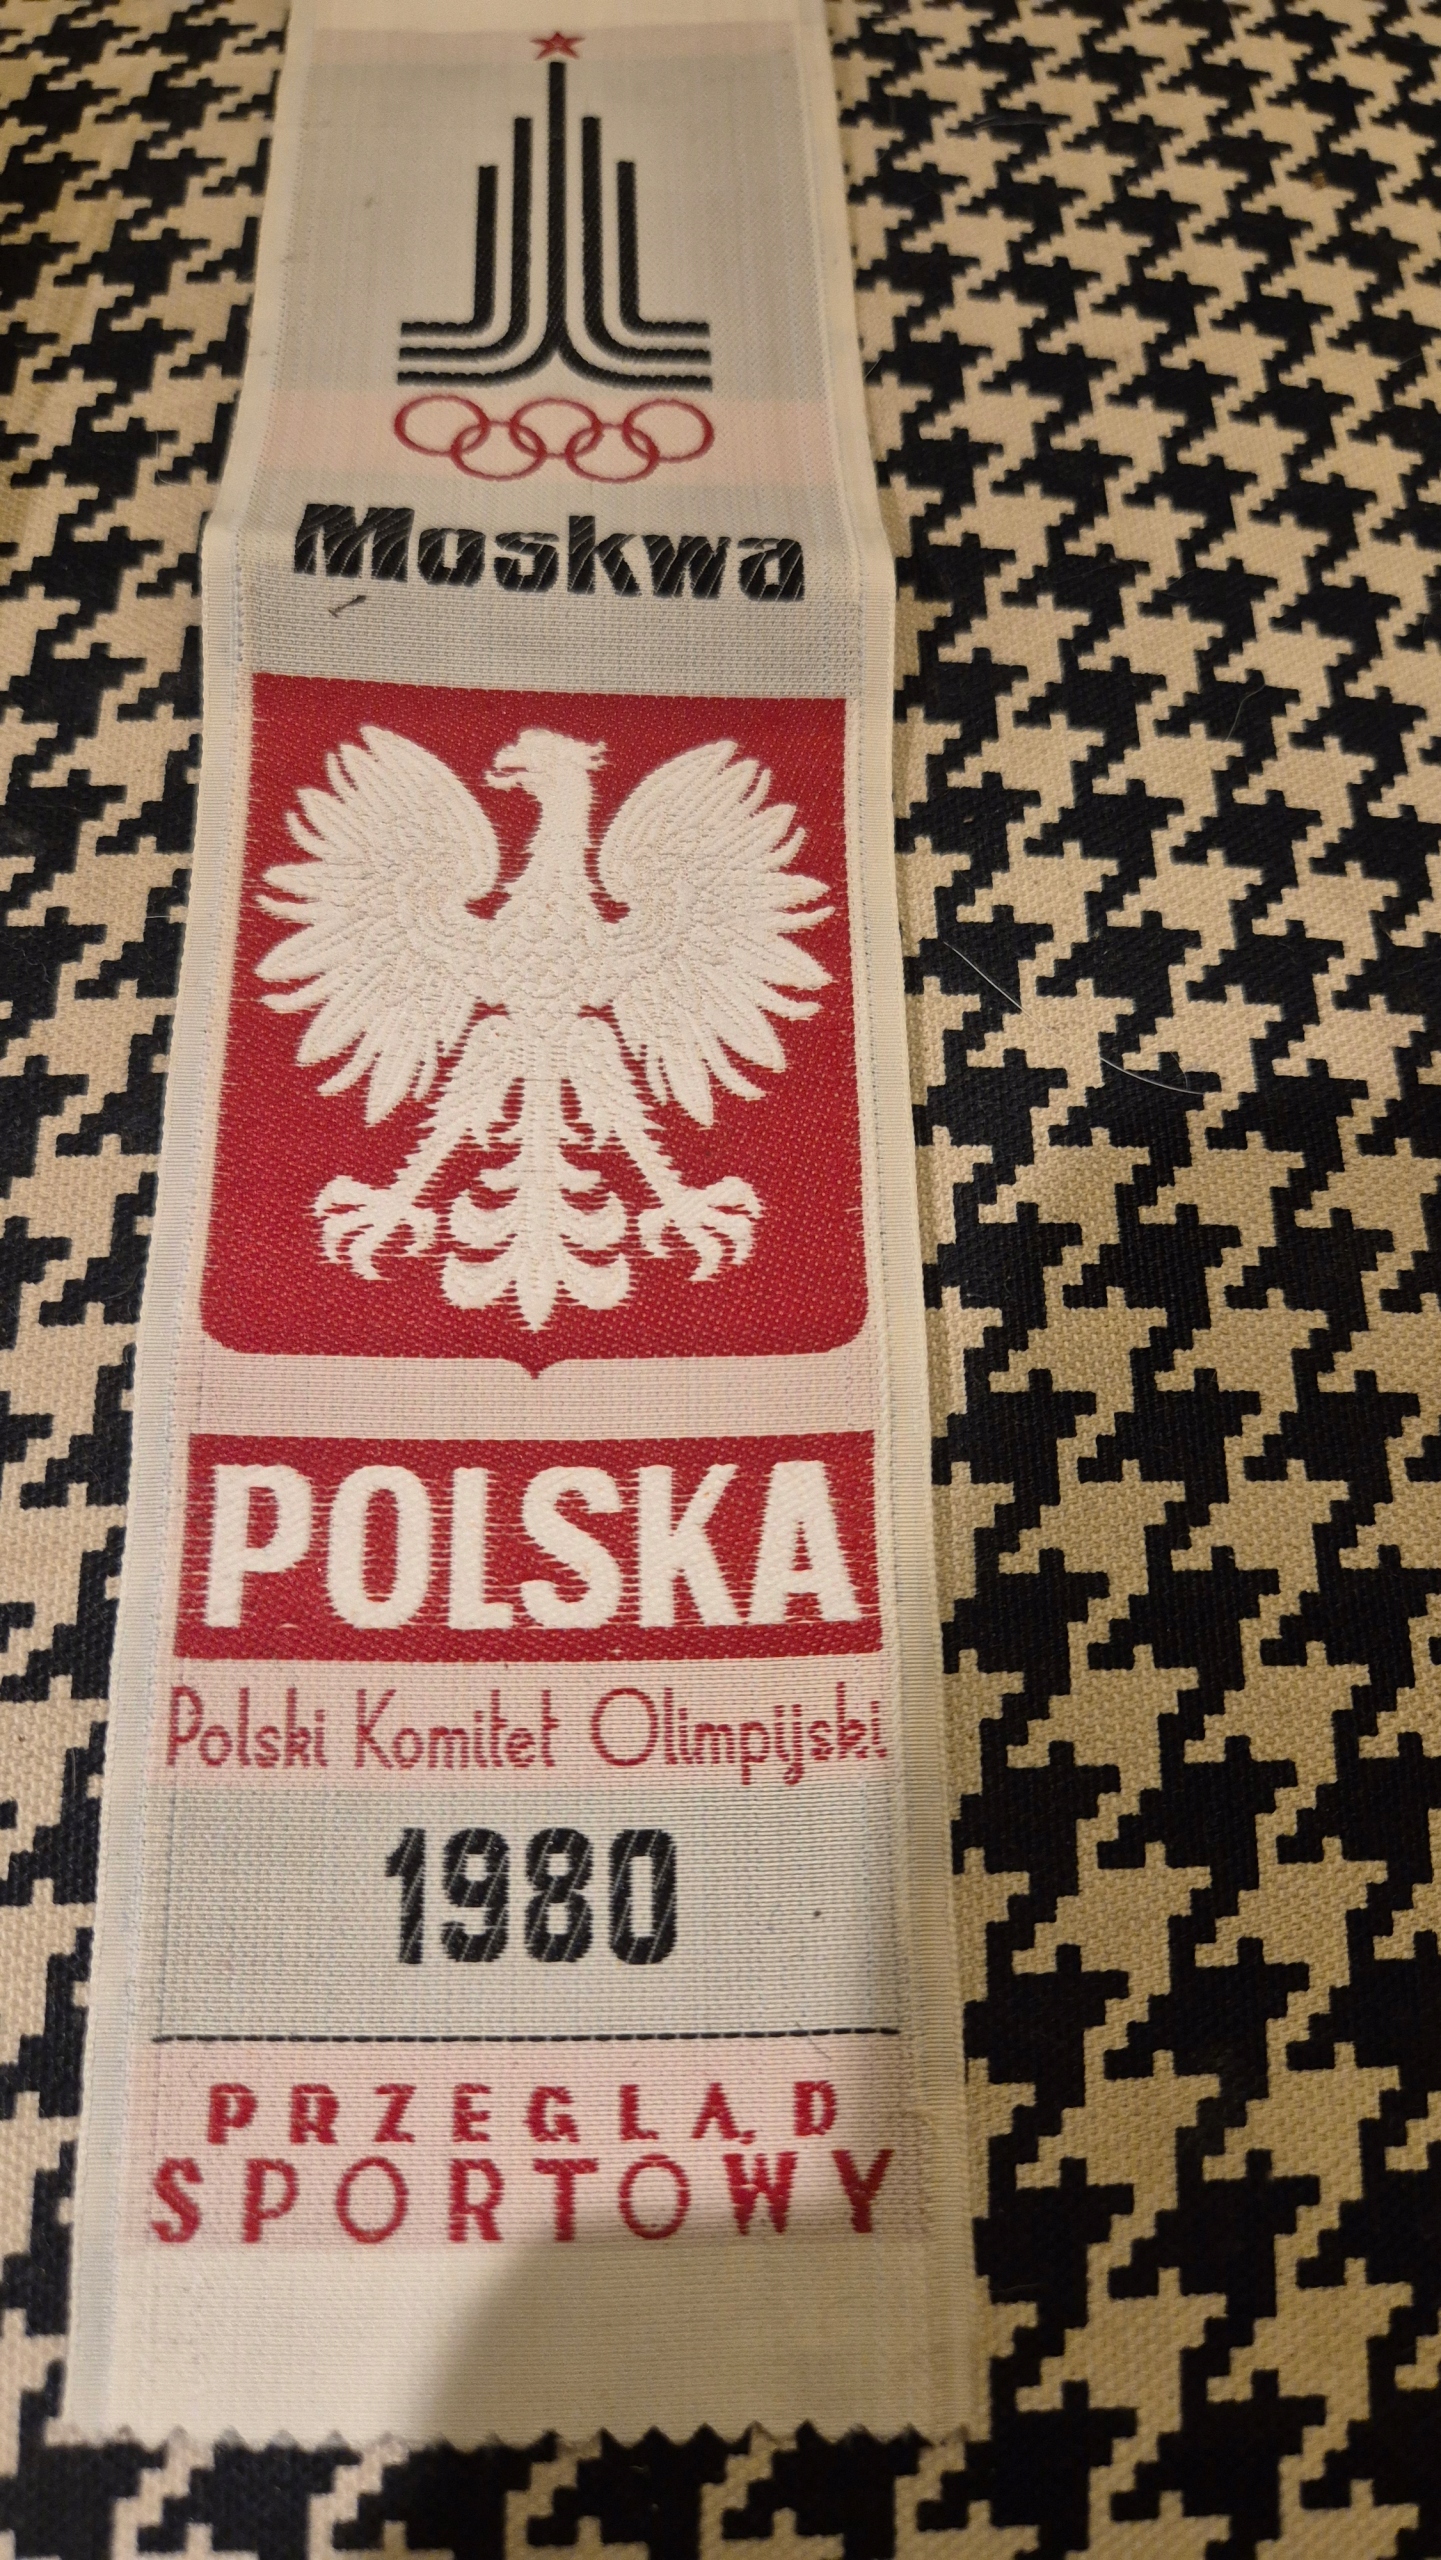 Moskwa
POLSKA
Polski Komitet Olimpijski
1980
PRZEGLĄD
SPORTOWY